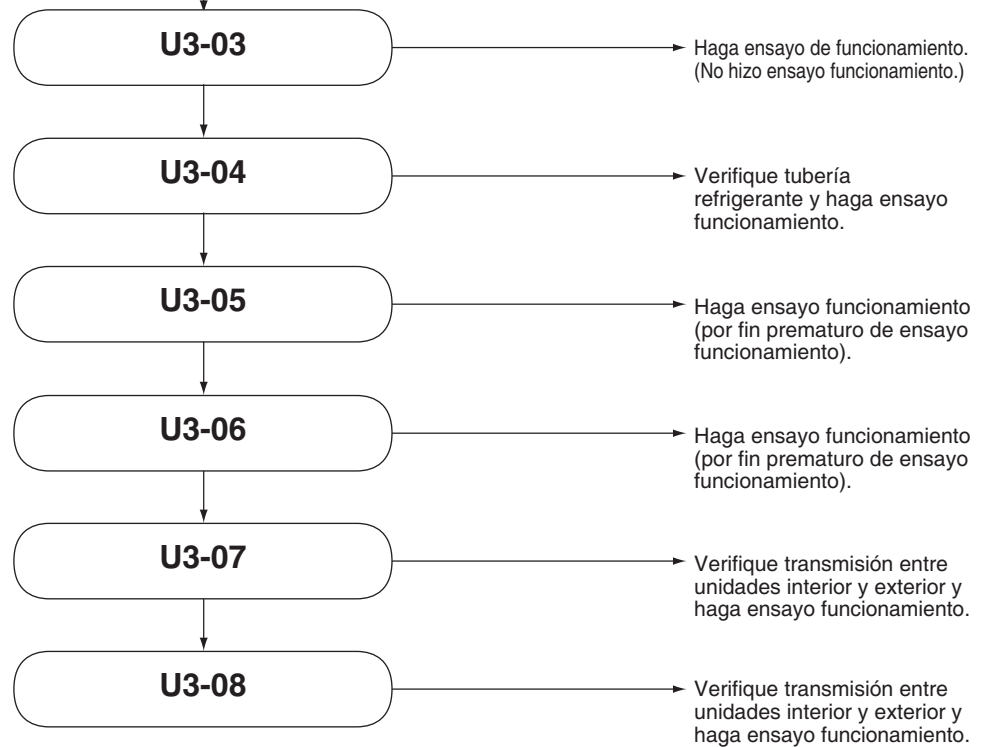 U3-03
Haga ensayo de funcionamiento.
(No hizo ensayo funcionamiento.)
U3-04
Verifique tubería
refrigerante y haga ensayo
funcionamiento.
U3-05
Haga ensayo funcionamiento
(por fin prematuro de ensayo
funcionamiento).
U3-06
Haga ensayo funcionamiento
(por fin prematuro de ensayo
funcionamiento).
U3-07
Verifique transmisión entre
unidades interior y exterior y
haga ensayo funcionamiento.
U3-08
Verifique transmisión entre
unidades interior y exterior y
haga ensayo funcionamiento.